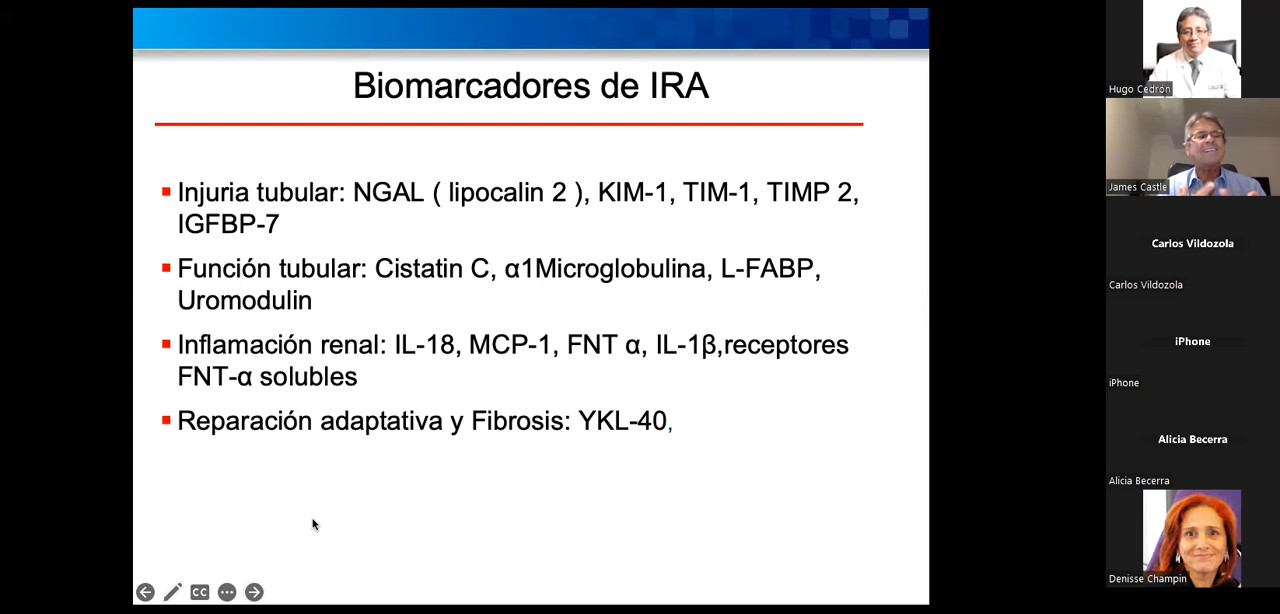 Biomarcadores de IRA
Injuria tubular: NGAL ( lipocalin 2 ), KIM-1, TIM-1, TIMP 2,
IGFBP-7
Función tubular: Cistatin C, α1Microglobulina, L-FABP,
Uromodulin
Inflamación renal: IL-18, MCP-1, FNT α, IL-1β,receptores
FNT-α solubles
Reparación adaptativa y Fibrosis: YKL-40,
CC
Hugo Cedrón
James Castle
Carlos Vildozola
Carlos Vildozola
iPhone
iPhone
Alicia Becerra
Alicia Becerra
Denisse Champin